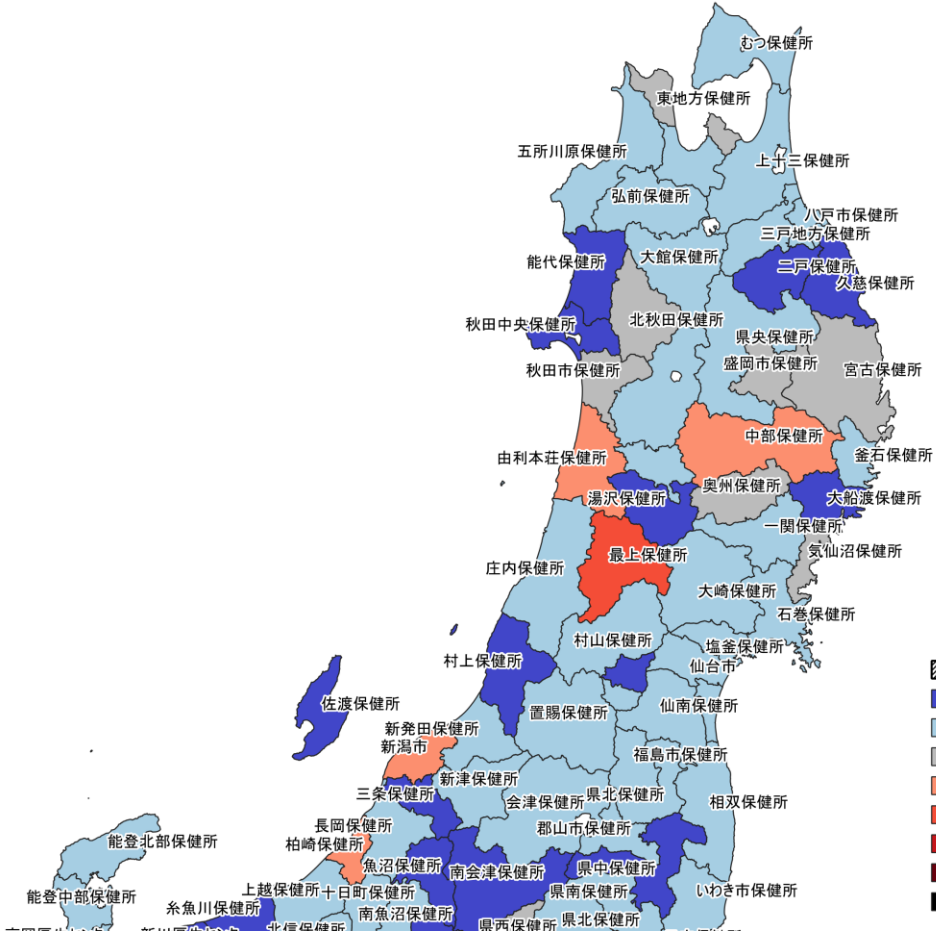 むつ保健所
東地方保健所
五所川原保健所
上十三保健所
弘前保健所
八戸市保健所
三戸地方保健所
大館保健所
能代保健所
二戸保健所
久慈保健所
北秋田保健所
秋田中央保健所
県央保健所
盛岡市保健所
秋田市保健所
宮古保健所
中部保健所
釜石保健所
由利本荘保健所
奥州保健所
湯沢保健所
大船渡保健所
一関保健所
気仙沼保健所
最上保健所
庄内保健所
大崎保健所
石巻保健所
村山保健所
塩釜保健所
村上保健所
仙台市
佐渡保健所
置賜保健所
仙南保健所
新発田保健所
新潟市
福島市保健所
新津保健所
三条保健所
会津保健所
県北保健所
相双保健所
長岡保健所
郡山市保健所
柏崎保健所
能登北部保健所
魚沼保健所
南会津保健所
県中保健所
上越保健所
十日町保健所
県南保健所
いわき市保健所
能登中部保健所
糸魚川保健所
南魚沼保健所
県西保健所
県北保健所
北信保健所